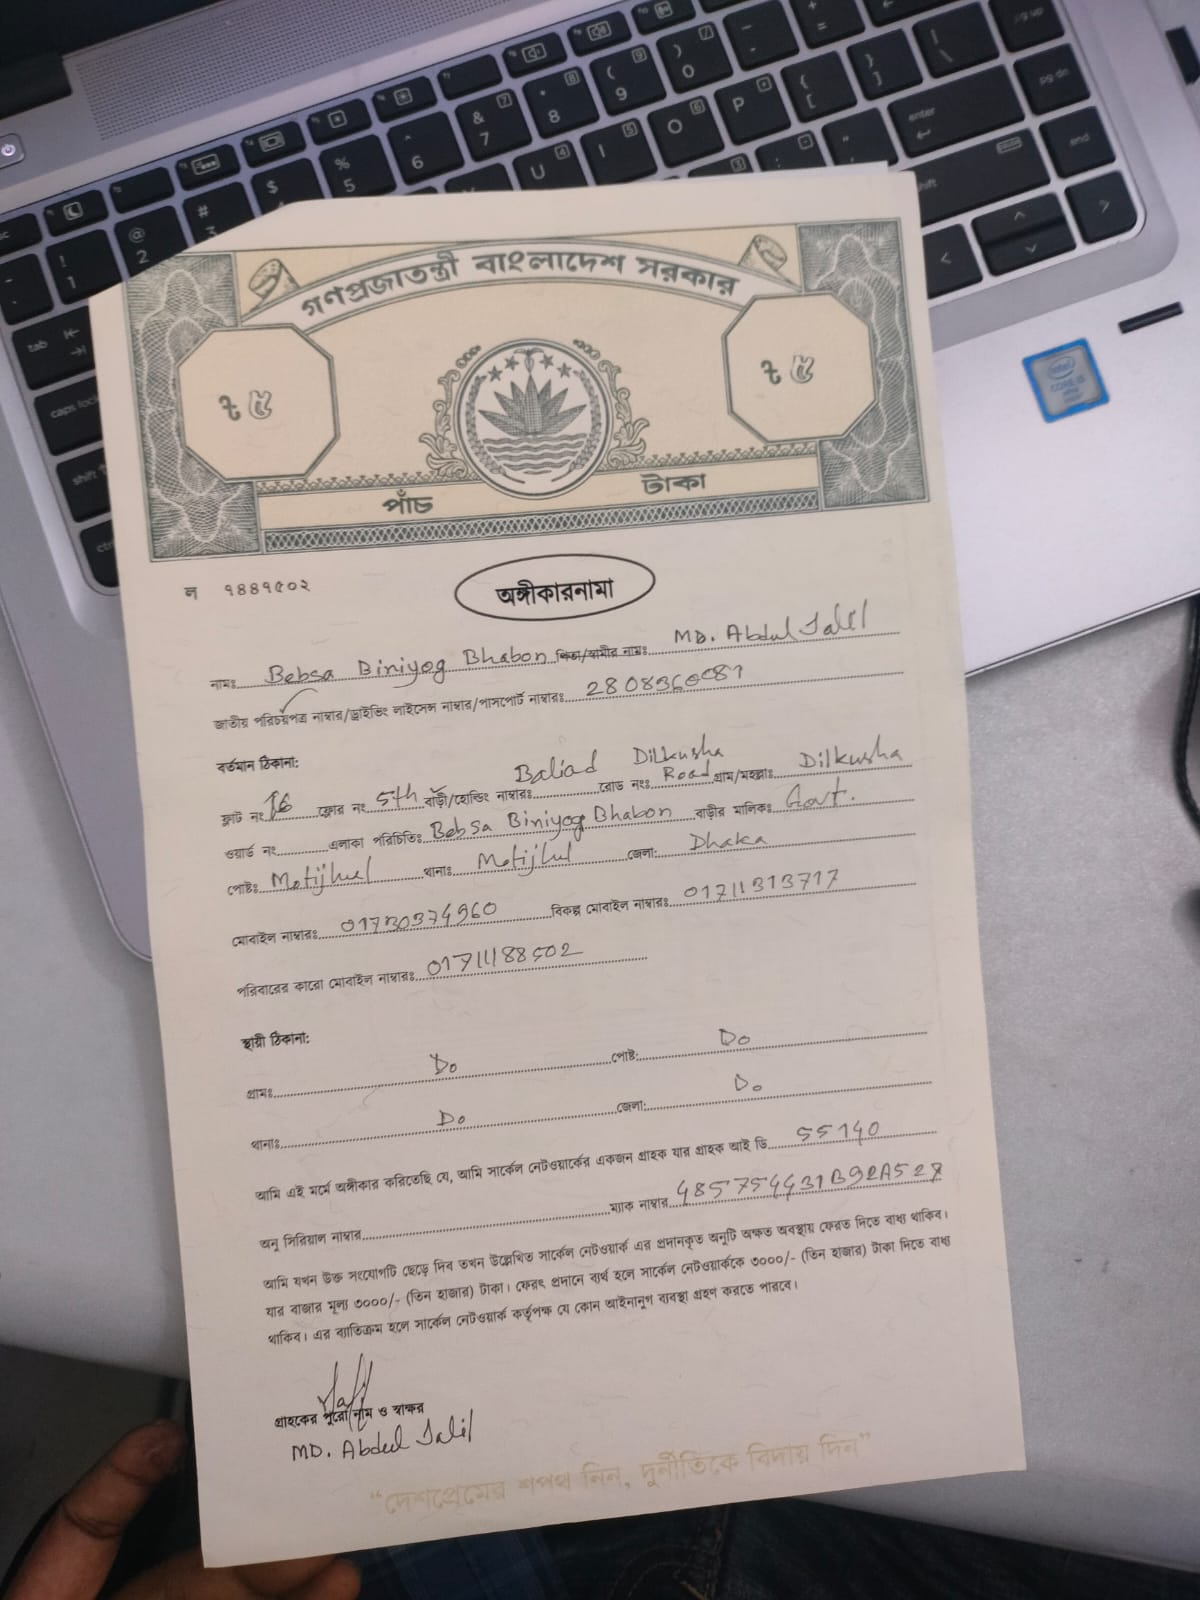 গণপ্রজাতন্ত্রী বাংলাদেশ সরকার
৳ ৫ ৳ ৫
পাঁচ টাকা
ল ৭৪৪৭৫০২
অঙ্গীকারনামা
নামঃ Bebsa Biniyog Bhabon পিতা/স্বামীর নামঃ MD. Abdul Jalil
জাতীয় পরিচয়পত্র নাম্বার/ড্রাইভিং লাইসেন্স নাম্বার/পাসপোর্ট নাম্বারঃ 2808360081
বর্তমান ঠিকানা:
ফ্লাট নং 16 ফ্লোর নং 5th বাড়ী/হোল্ডিং নাম্বারঃ রোড নংঃ Dilkusha Road গ্রাম/মহল্লাঃ Dilkusha
ওয়ার্ড নং এলাকা পরিচিতিঃ Bebsa Biniyog Bhabon বাড়ীর মালিকঃ Govt.
পোষ্টঃ Motijheel থানাঃ Motijhul জেলা: Dhaka
মোবাইল নাম্বারঃ 01730374960 বিকল্প মোবাইল নাম্বারঃ 01711313717
পরিবারের কারো মোবাইল নাম্বারঃ 01711188502
স্থায়ী ঠিকানা:
গ্রামঃ Do পোষ্ট: Do
থানাঃ Do জেলা: Do
আমি এই মর্মে অঙ্গীকার করিতেছি যে, আমি সার্কেল নেটওয়ার্কের একজন গ্রাহক যার গ্রাহক আই ডি 55140
অনু সিরিয়াল নাম্বার ম্যাক নাম্বার 485754431B92A527
আমি যখন উক্ত সংযোগটি ছেড়ে দিব তখন উল্লেখিত সার্কেল নেটওয়ার্ক এর প্রদানকৃত অনুটি অক্ষত অবস্থায় ফেরত দিতে বাধ্য থাকিব।
যার বাজার মূল্য ৩০০০/- (তিন হাজার) টাকা। ফেরৎ প্রদানে ব্যর্থ হলে সার্কেল নেটওয়ার্ককে ৩০০০/- (তিন হাজার) টাকা দিতে বাধ্য
থাকিব। এর ব্যাতিক্রম হলে সার্কেল নেটওয়ার্ক কর্তৃপক্ষ যে কোন আইনানুগ ব্যবস্থা গ্রহণ করতে পারবে।
গ্রাহকের পুরো নাম ও স্বাক্ষর
MD. Abdul Jalil
"দেশপ্রেমের শপথ নিন, দুর্নীতিকে বিদায় দিন"